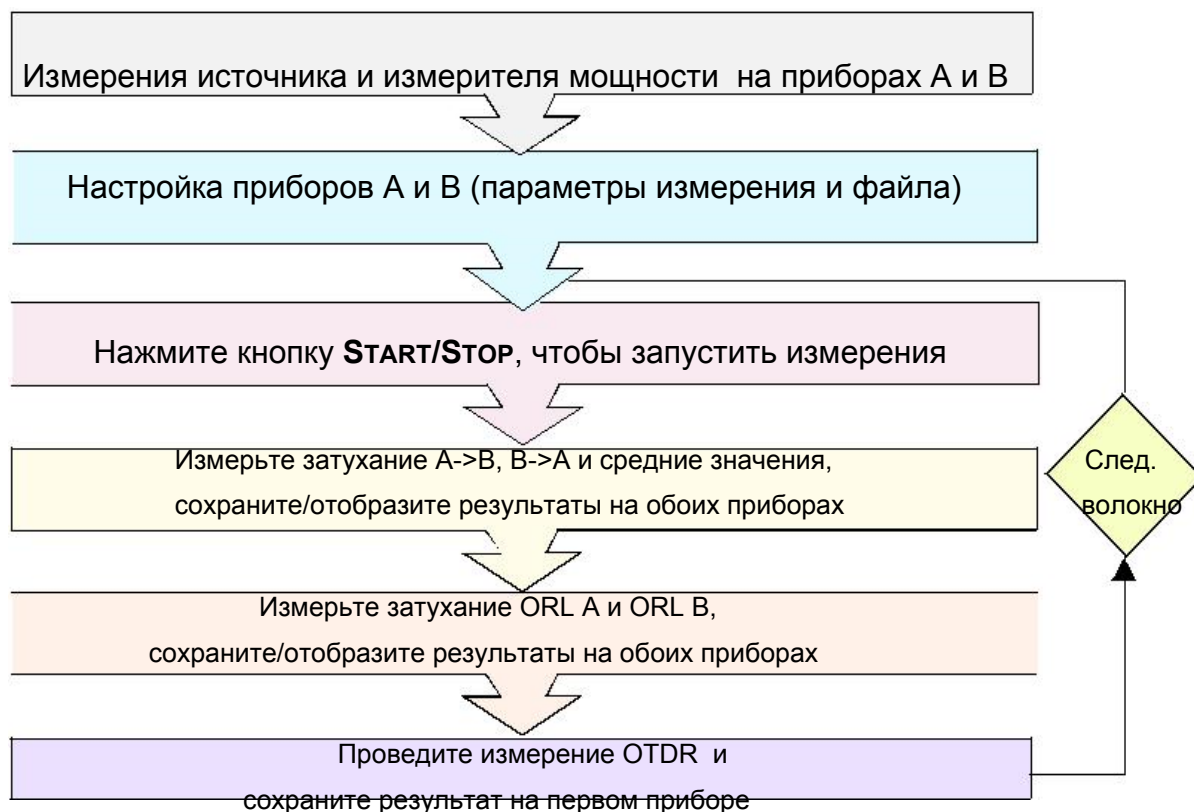 Измерения источника и измерителя мощности на приборах А и В
Настройка приборов А и В (параметры измерения и файла)
Нажмите кнопку START/STOP, чтобы запустить измерения
Измерьте затухание A->B, B->A и средние значения,
сохраните/отобразите результаты на обоих приборах
След.
волокно
Измерьте затухание ORL A и ORL B,
сохраните/отобразите результаты на обоих приборах
Проведите измерение OTDR и
сохраните результат на первом приборе